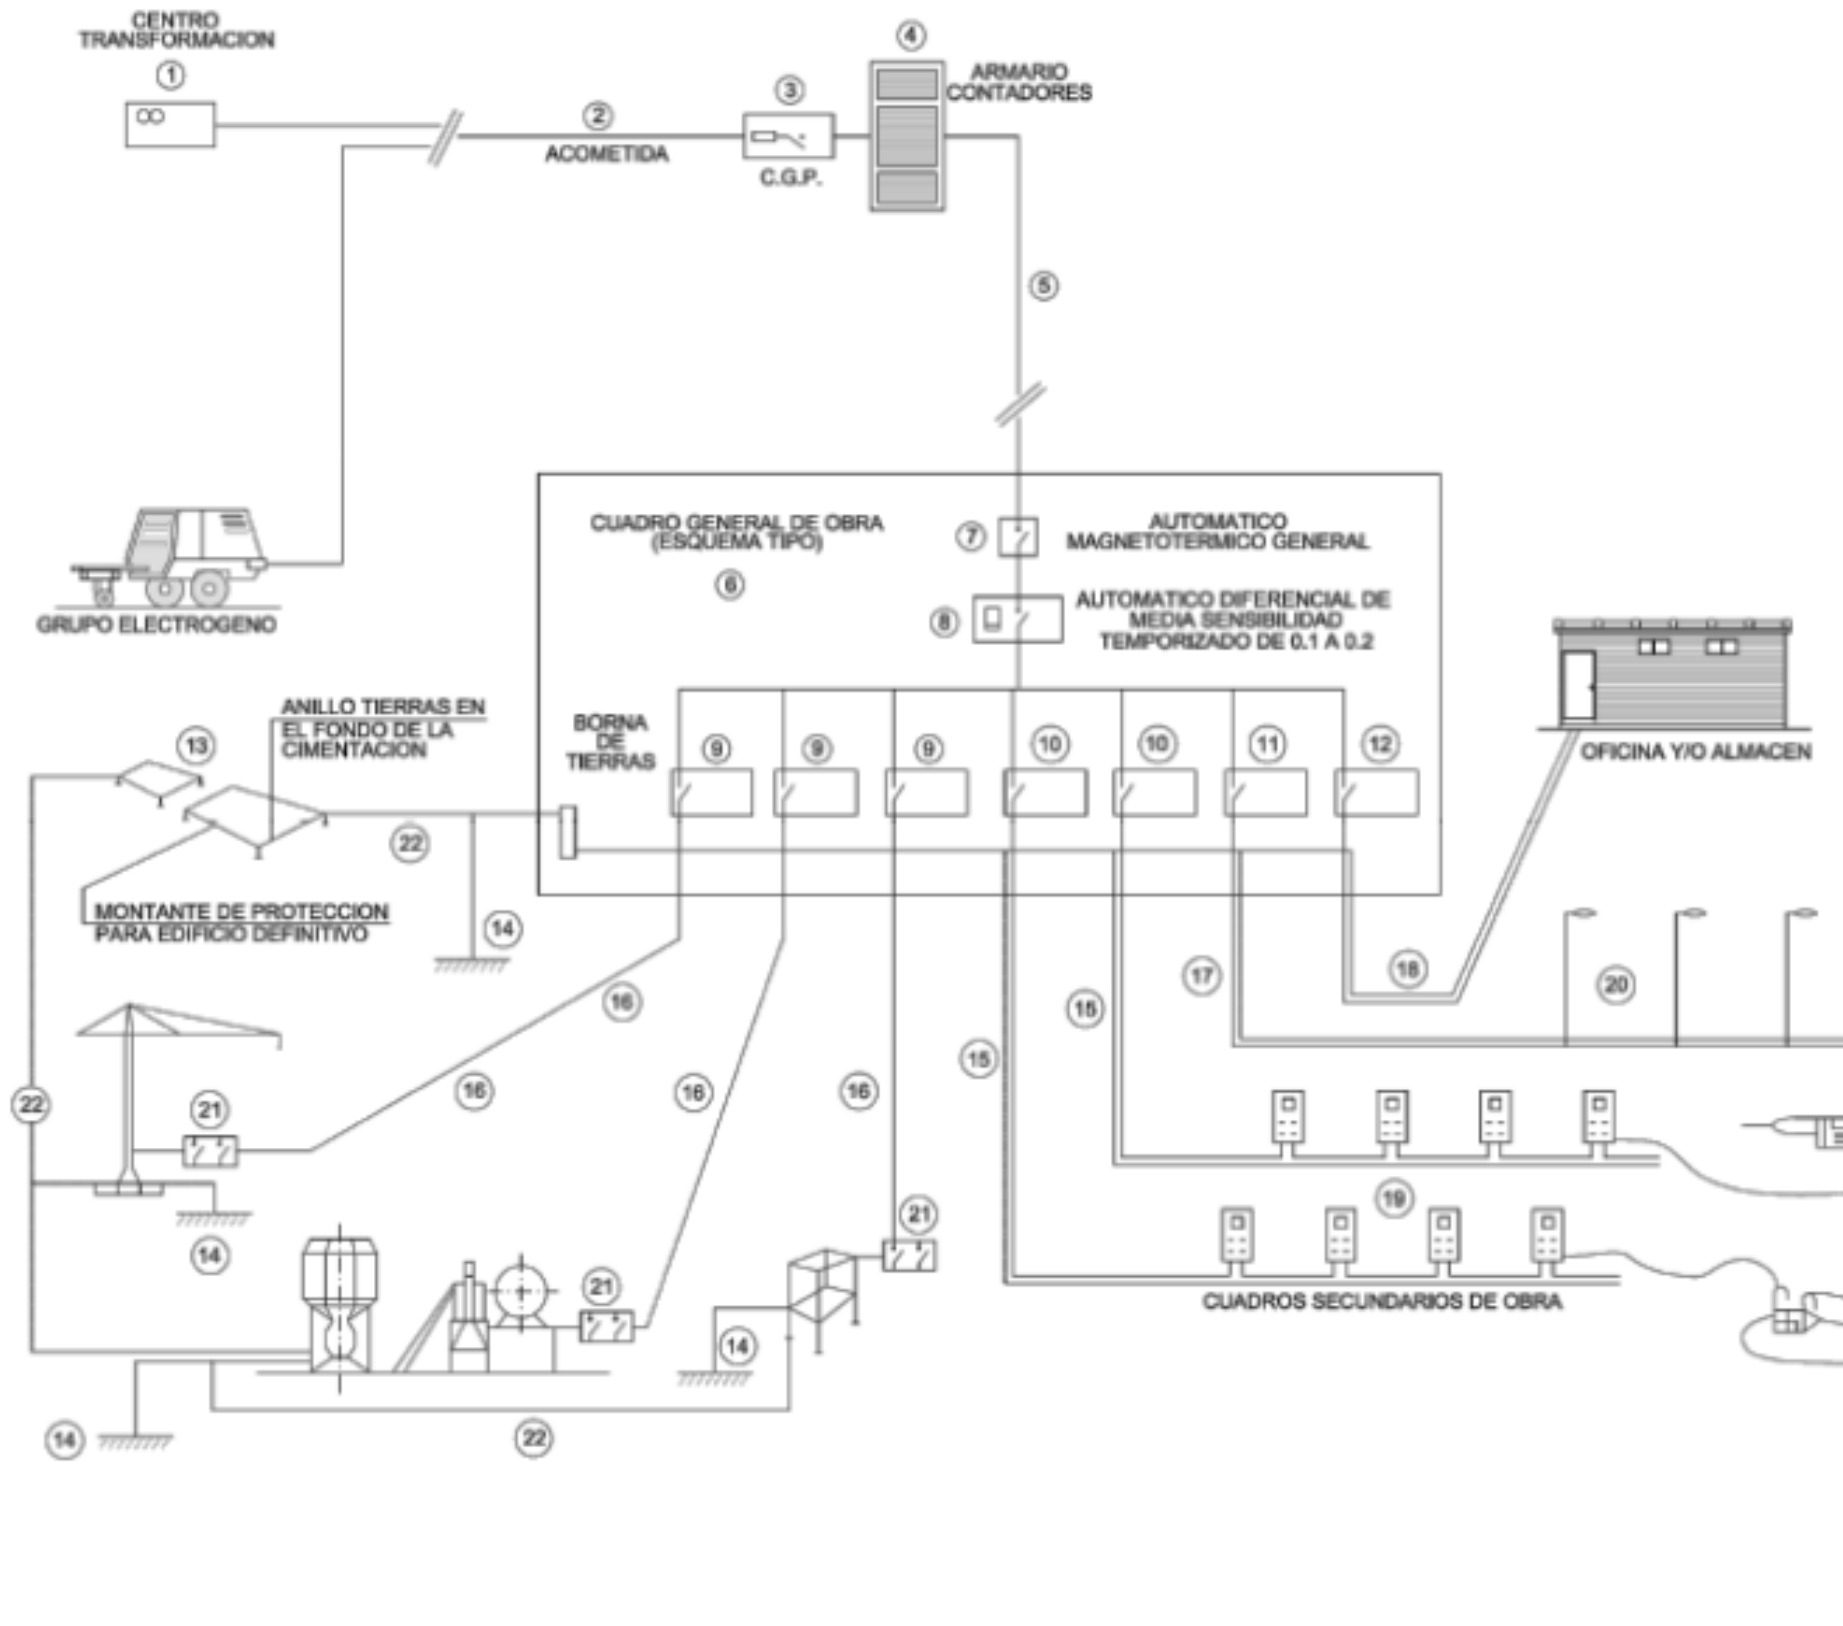 CENTRO
TRANSFORMACION
1
2
ACOMETIDA
3
C.G.P.
4
ARMARIO
CONTADORES
5
GRUPO ELECTROGENO
CUADRO GENERAL DE OBRA
(ESQUEMA TIPO)
6
7
AUTOMATICO
MAGNETOTERMICO GENERAL
8
AUTOMATICO DIFERENCIAL DE
MEDIA SENSIBILIDAD
TEMPORIZADO DE 0.1 A 0.2
OFICINA Y/O ALMACEN
ANILLO TIERRAS EN
EL FONDO DE LA
CIMENTACION
13
BORNA
DE
TIERRAS
9
9
9
10
10
11
12
22
MONTANTE DE PROTECCION
PARA EDIFICIO DEFINITIVO
14
16
15
15
17
18
20
22
21
16
16
16
14
19
21
21
14
CUADROS SECUNDARIOS DE OBRA
14
22